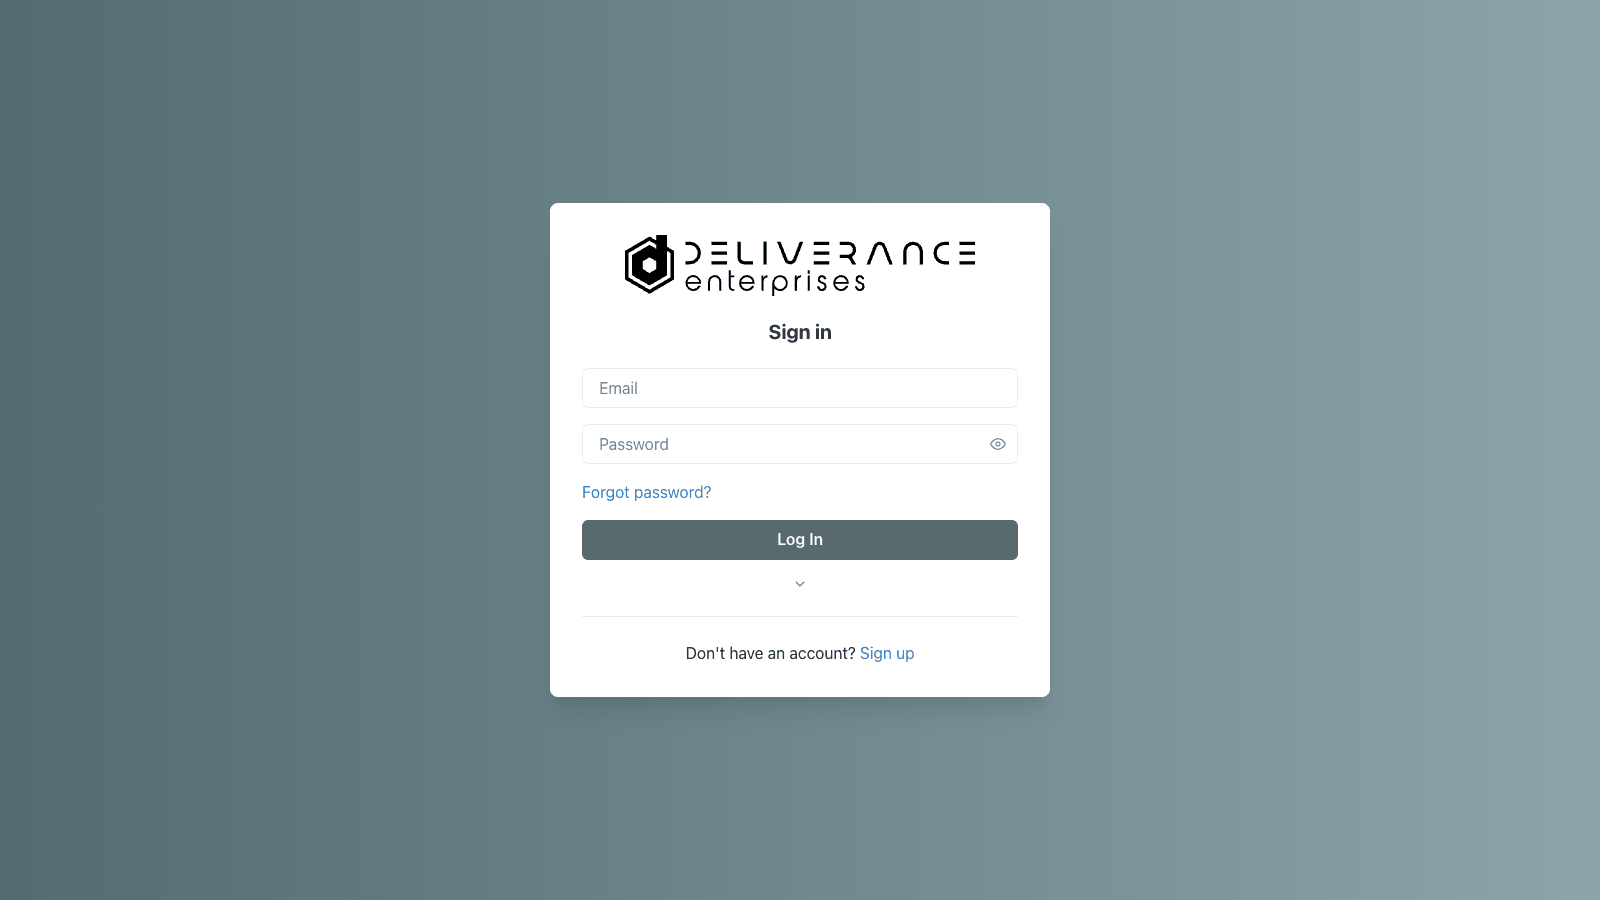 DELIVERANCE
enterprises
Sign in
Email
Password
Forgot password?
Log In
Don't have an account? Sign up